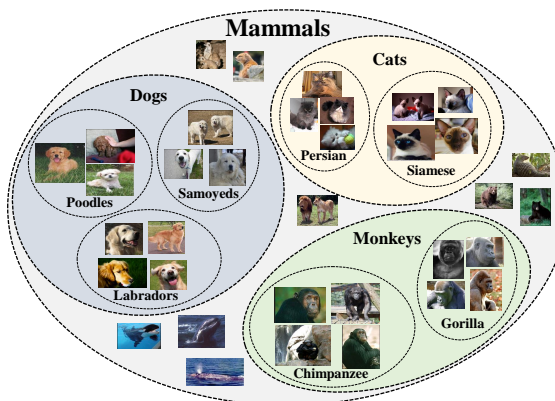 Mammals
Cats
Dogs
Persian
Siamese
Poodles
Samoyeds
Monkeys
Labradors
Gorilla
Chimpanzee